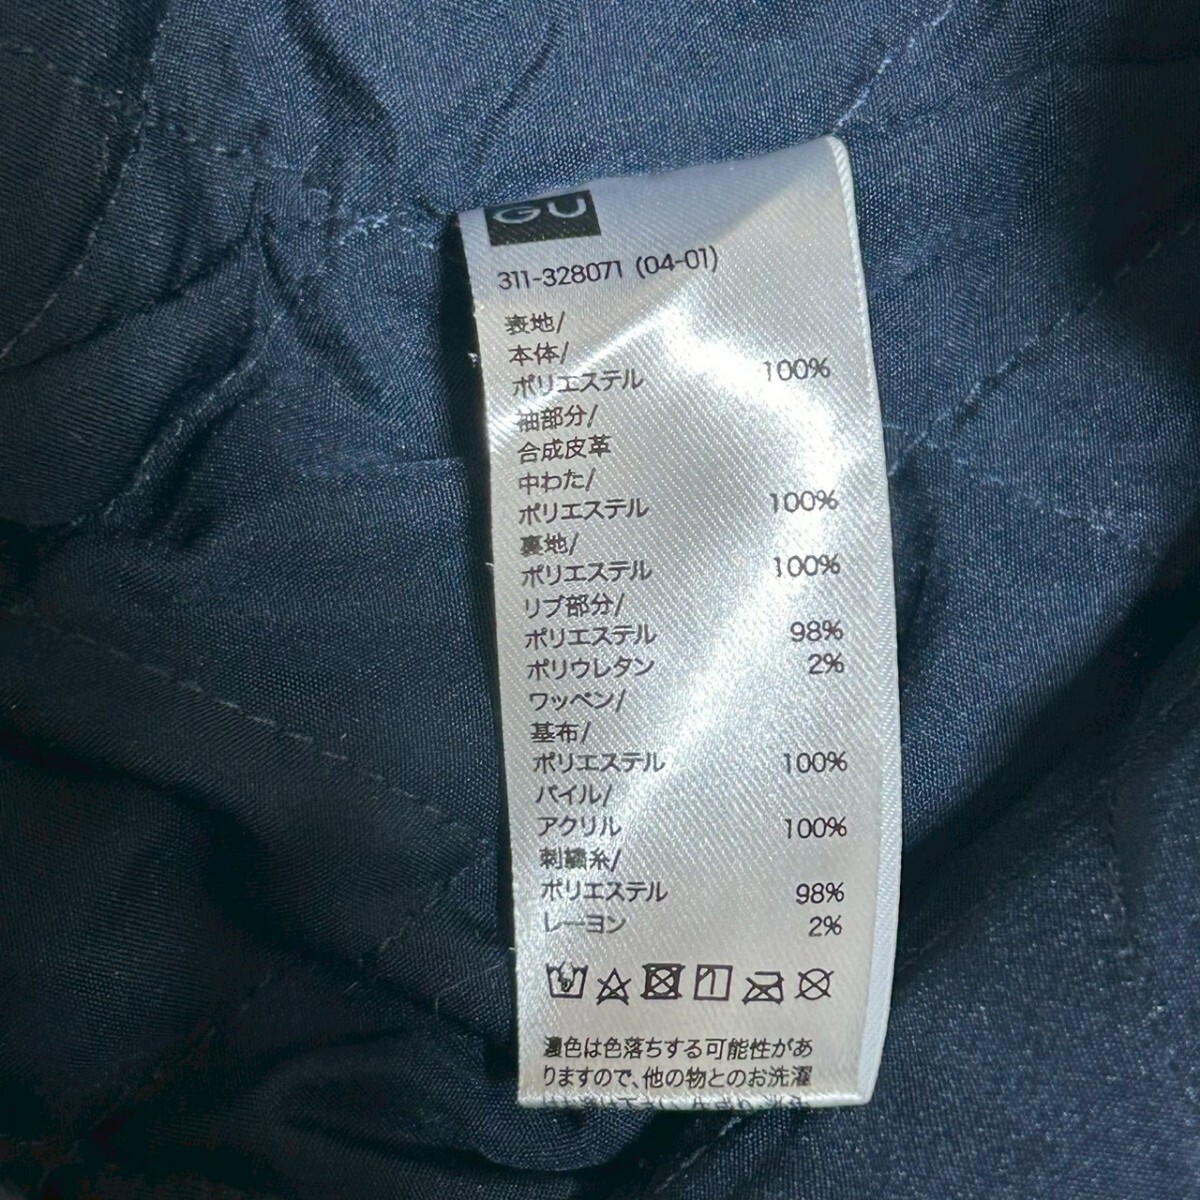 GU
311-328071 (04-01)
表地/
本体/
ポリエステル 100%
袖部分/
合成皮革
中わた/
ポリエステル 100%
裏地/
ポリエステル 100%
リブ部分/
ポリエステル 98%
ポリウレタン 2%
ワッペン/
基布/
ポリエステル 100%
パイル/
アクリル 100%
刺繍糸/
ポリエステル 98%
レーヨン 2%
濃色は色落ちする可能性があ
りますので、他の物とのお洗濯